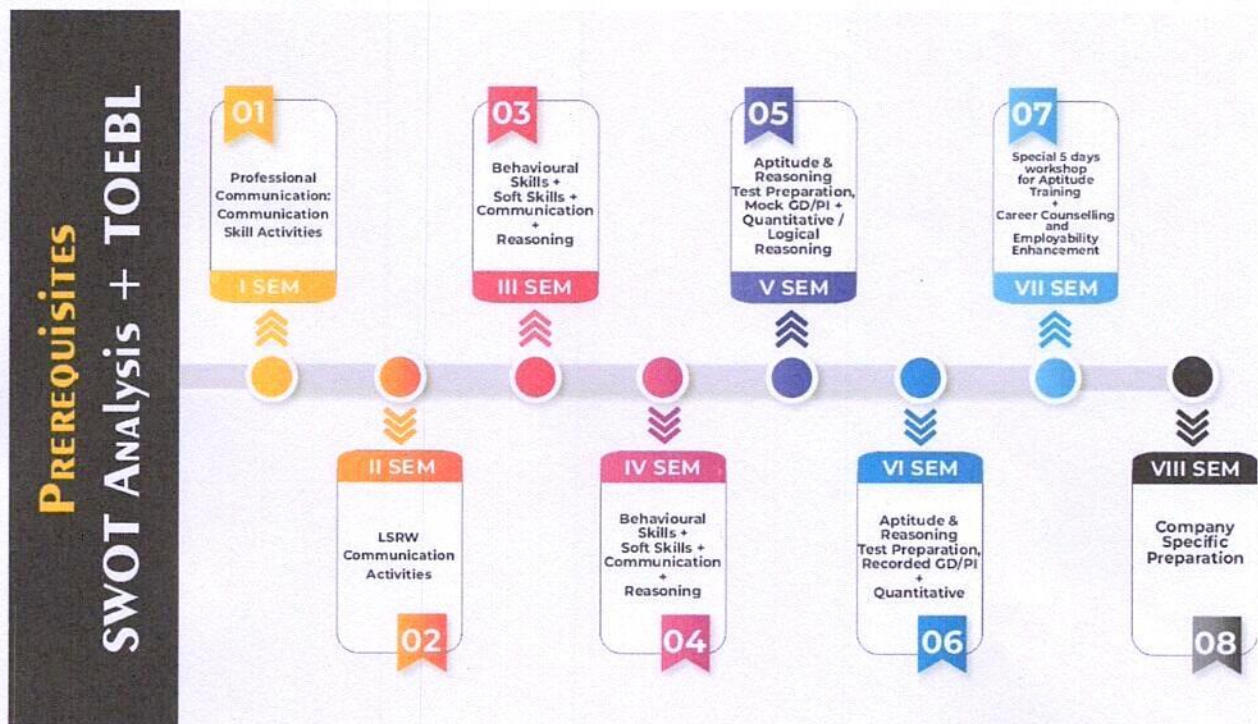 PREREQUISITES
SWOT ANALYSIS + TOEBL
01
Professional
Communication:
Communication
Skill Activities
I SEM
II SEM
LSRW
Communication
Activities
02
03
Behavioural
Skills +
Soft Skills +
Communication
+
Reasoning
III SEM
IV SEM
Behavioural
Skills +
Soft Skills +
Communication
+
Reasoning
04
05
Aptitude &
Reasoning
Test Preparation,
Mock GD/PI +
Quantitative /
Logical
Reasoning
V SEM
VI SEM
Aptitude &
Reasoning
Test Preparation,
Recorded GD/PI
+
Quantitative
06
07
Special 5 days
workshop
for Aptitude
Training
+
Career Counselling
and
Employability
Enhancement
VII SEM
VIII SEM
Company
Specific
Preparation
08